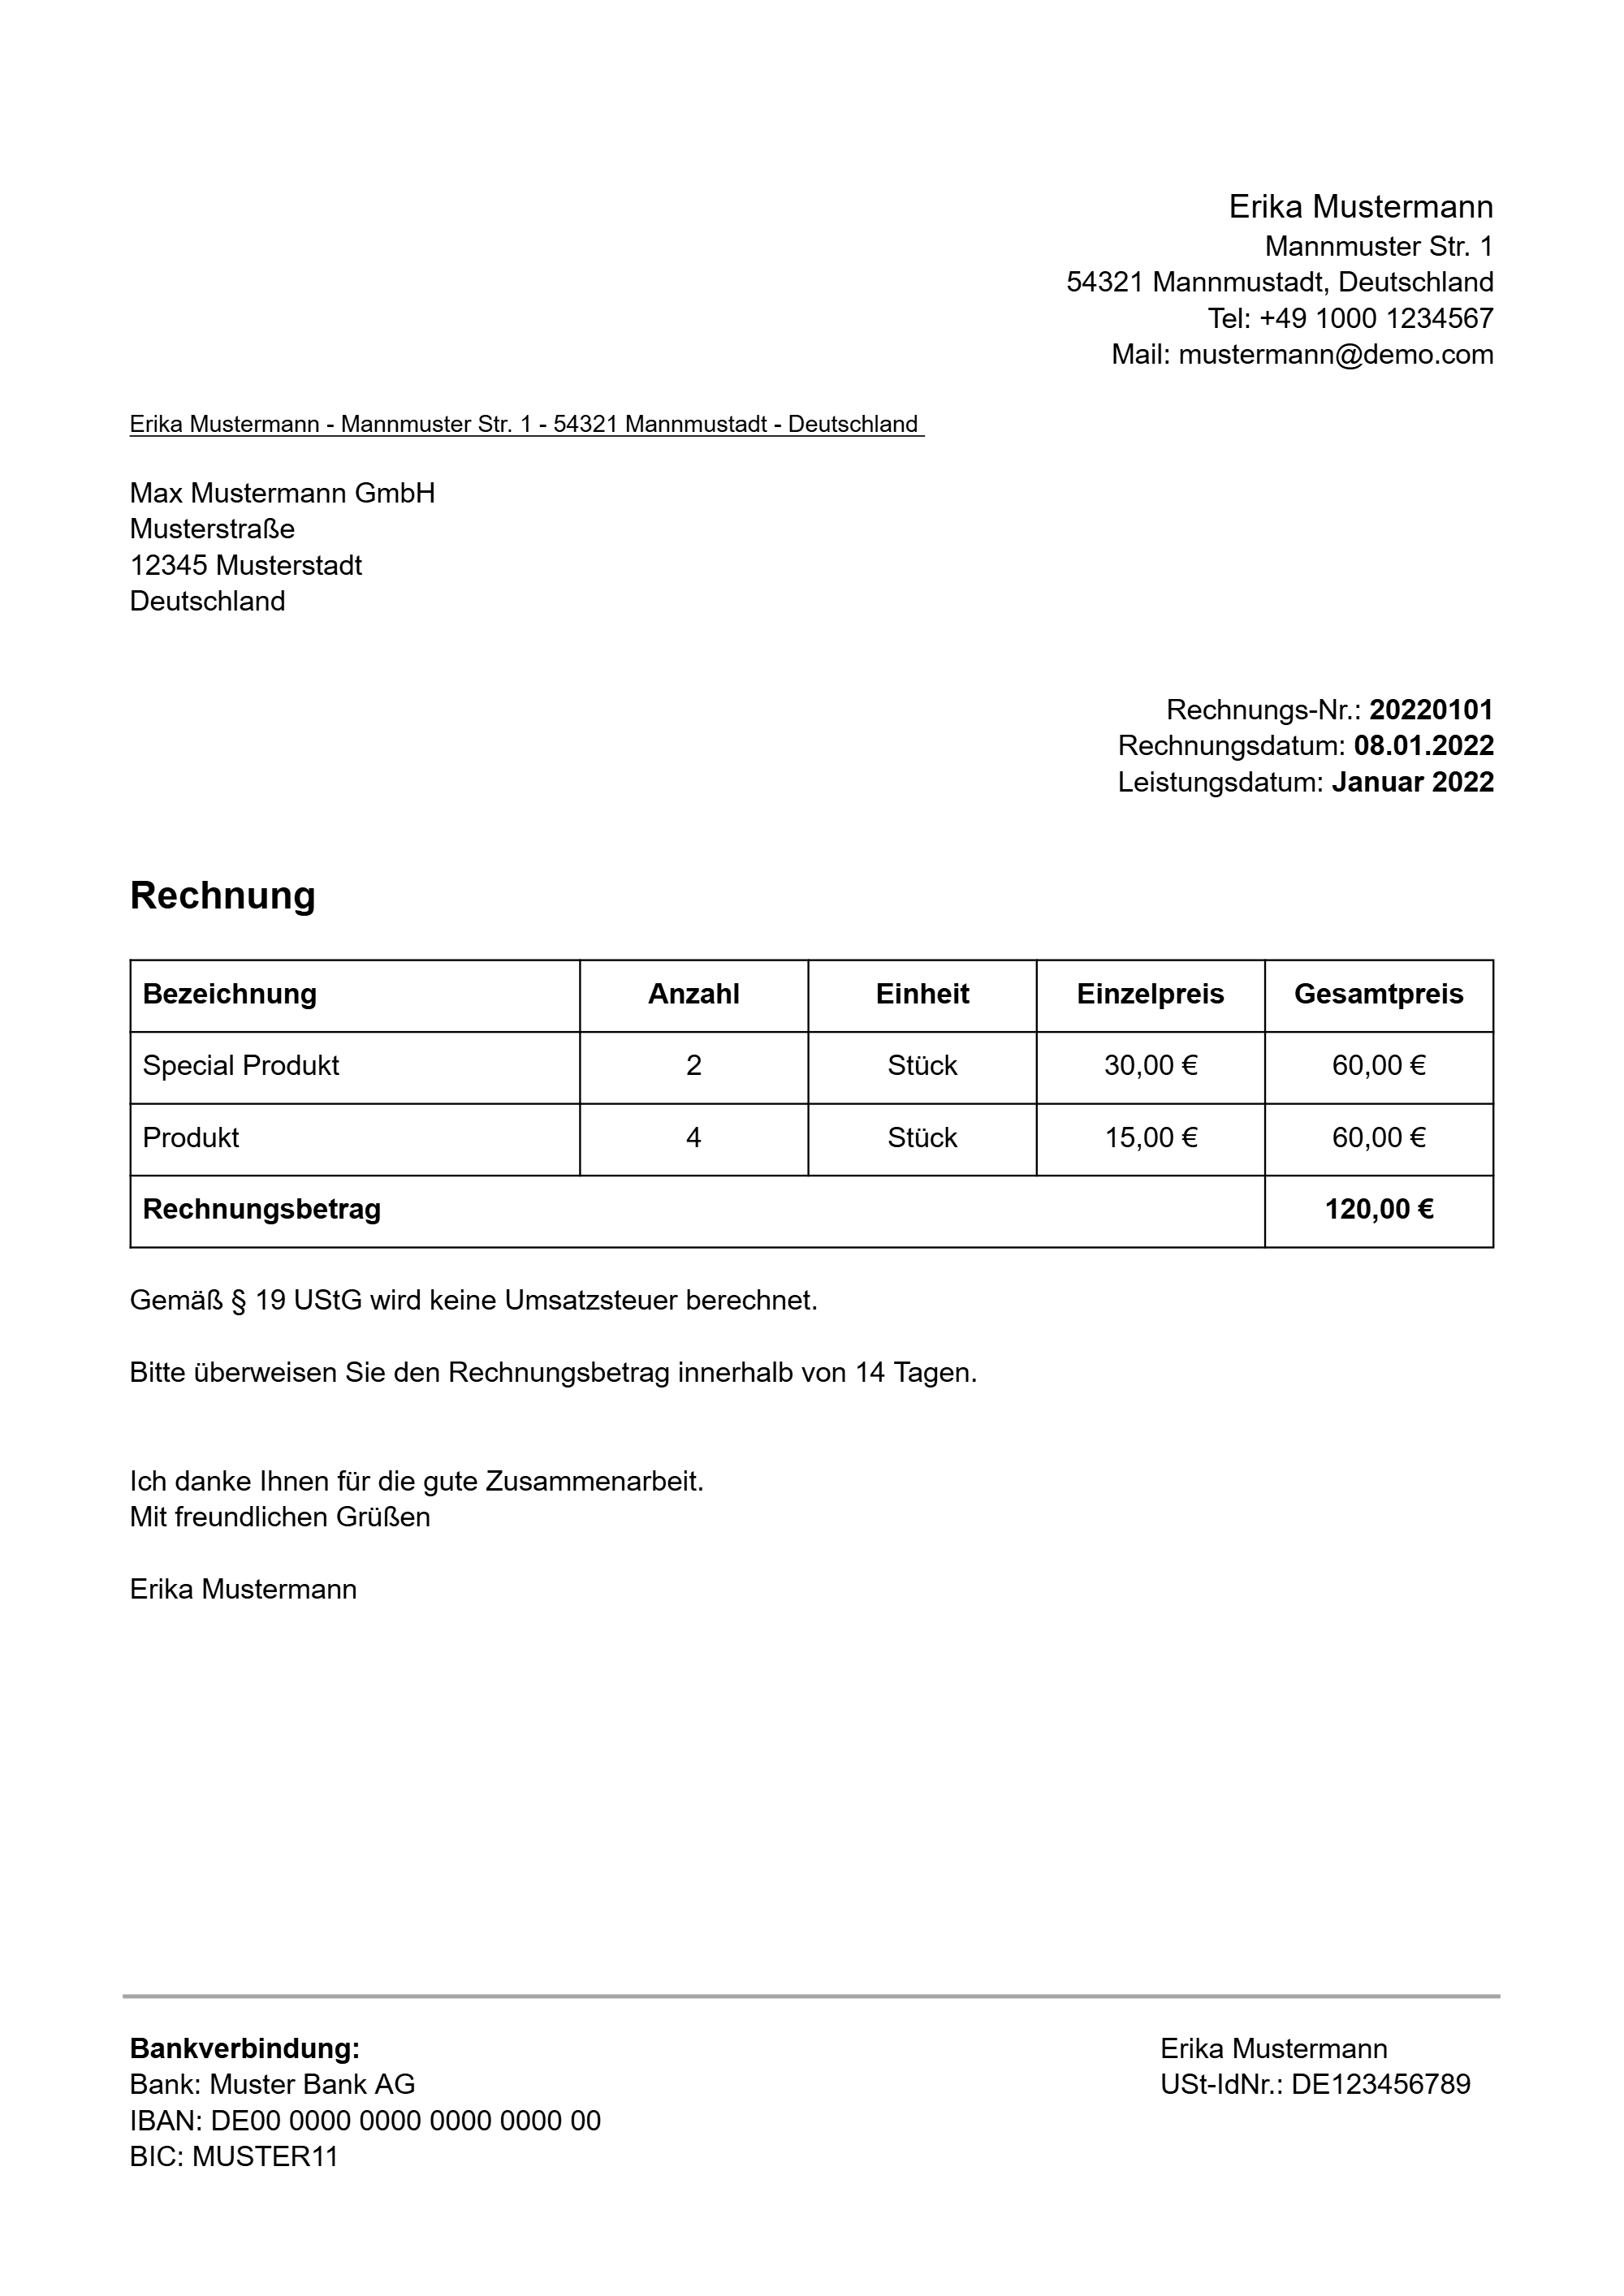 Erika Mustermann
Mannmuster Str. 1
54321 Mannmustadt, Deutschland
Tel: +49 1000 1234567
Mail: mustermann@demo.com
Erika Mustermann - Mannmuster Str. 1 - 54321 Mannmustadt - Deutschland
Max Mustermann GmbH
Musterstraße
12345 Musterstadt
Deutschland
Rechnungs-Nr.: 20220101
Rechnungsdatum: 08.01.2022
Leistungsdatum: Januar 2022
Rechnung
Bezeichnung Anzahl Einheit Einzelpreis Gesamtpreis
Special Produkt 2 Stück 30,00 € 60,00 €
Produkt 4 Stück 15,00 € 60,00 €
Rechnungsbetrag 120,00 €
Gemäß § 19 UStG wird keine Umsatzsteuer berechnet.
Bitte überweisen Sie den Rechnungsbetrag innerhalb von 14 Tagen.
Ich danke Ihnen für die gute Zusammenarbeit.
Mit freundlichen Grüßen
Erika Mustermann
Bankverbindung:
Bank: Muster Bank AG
IBAN: DE00 0000 0000 0000 0000 00
BIC: MUSTER11
Erika Mustermann
USt-IdNr.: DE123456789